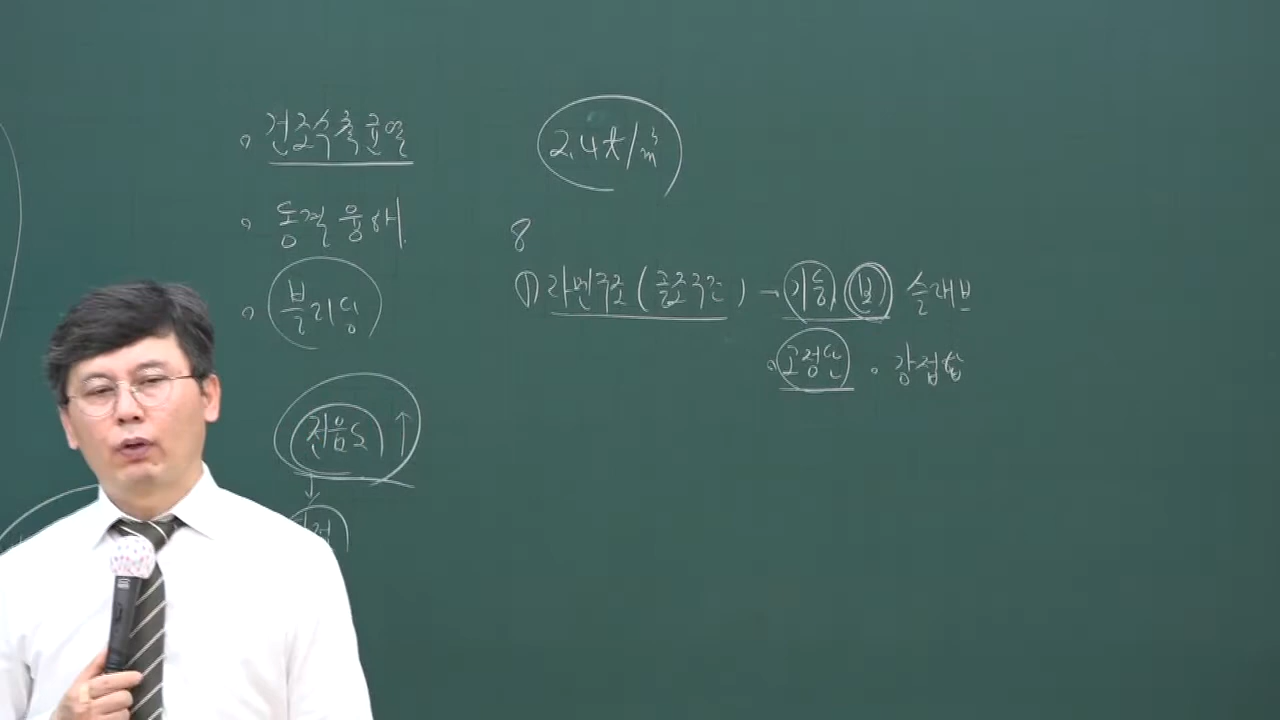 • 건조수축균열
• 동결융해
• 블리딩
진음도 ↑
↓
2.4t/m³
8
① 라멘구조(골조구조) - 기둥, 보, 슬래브
• 고정단 • 강접합